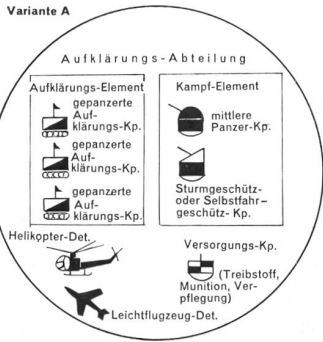 Variante A
Aufklärungs-Abteilung
Aufklärungs-Element
gepanzerte
Auf-
klärungs-Kp.
gepanzerte
Auf-
klärungs-Kp.
gepanzerte
Auf-
klärungs-Kp.
Kampf-Element
mittlere
Panzer-Kp.
Sturmgeschütz-
oder Selbstfahr-
geschütz-Kp.
Helikopter-Det.
Leichtflugzeug-Det.
Versorgungs-Kp.
(Treibstoff,
Munition, Ver-
pflegung)